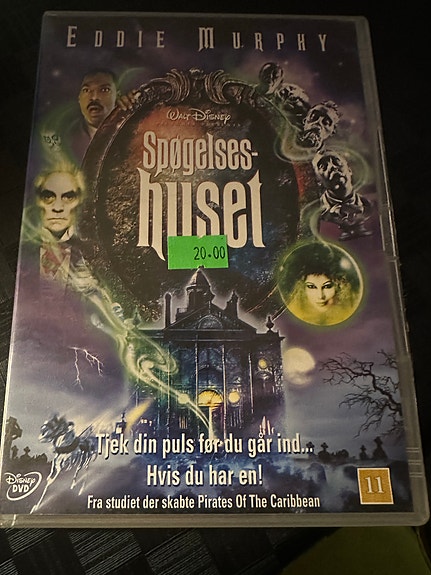 EDDIE MURPHY
WALT DISNEY
Spøgelses-
huset
20.00
Tjek din puls før du går ind...
Hvis du har en!
Fra studiet der skabte Pirates Of The Caribbean
DISNEY
DVD
11